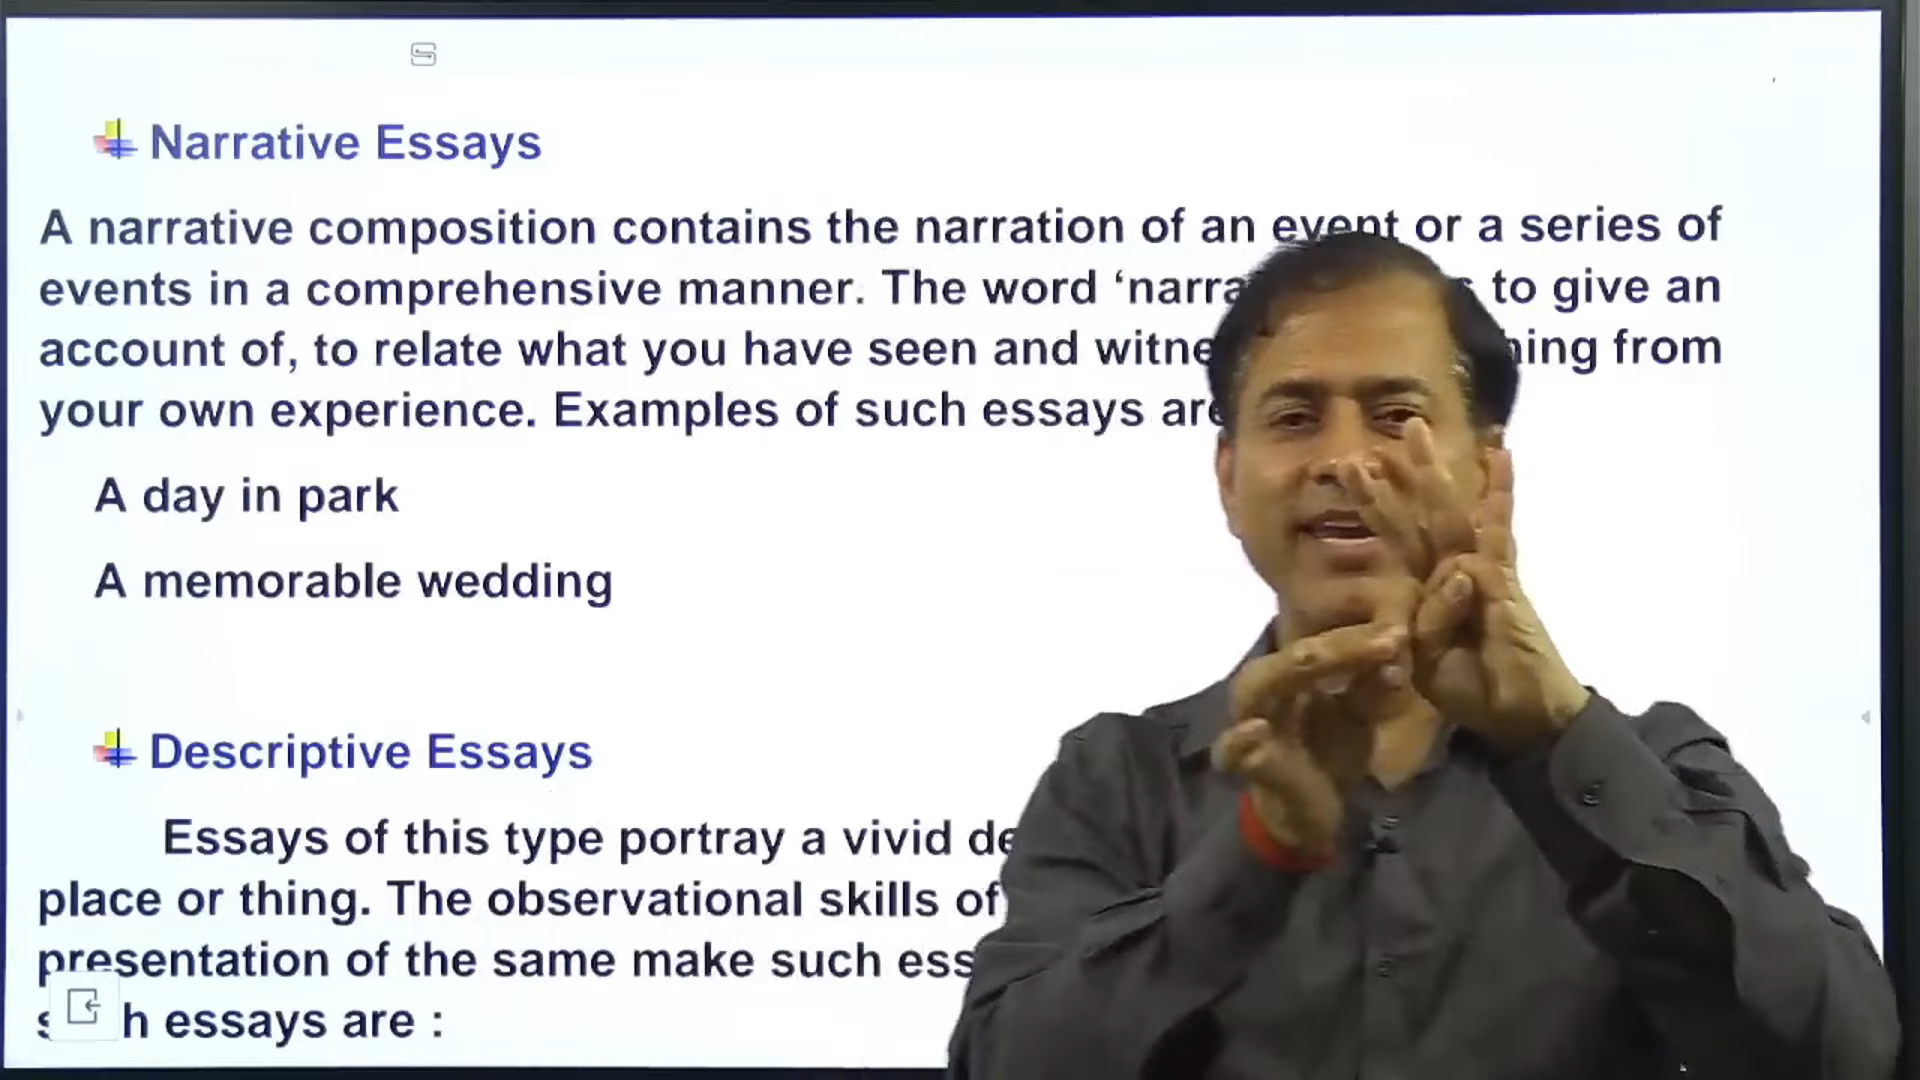 Narrative Essays
A narrative composition contains the narration of an event or a series of
events in a comprehensive manner. The word ‘narra to give an
account of, to relate what you have seen and witne hing from
your own experience. Examples of such essays are
A day in park
A memorable wedding
Descriptive Essays
Essays of this type portray a vivid de
place or thing. The observational skills of
presentation of the same make such ess
h essays are :